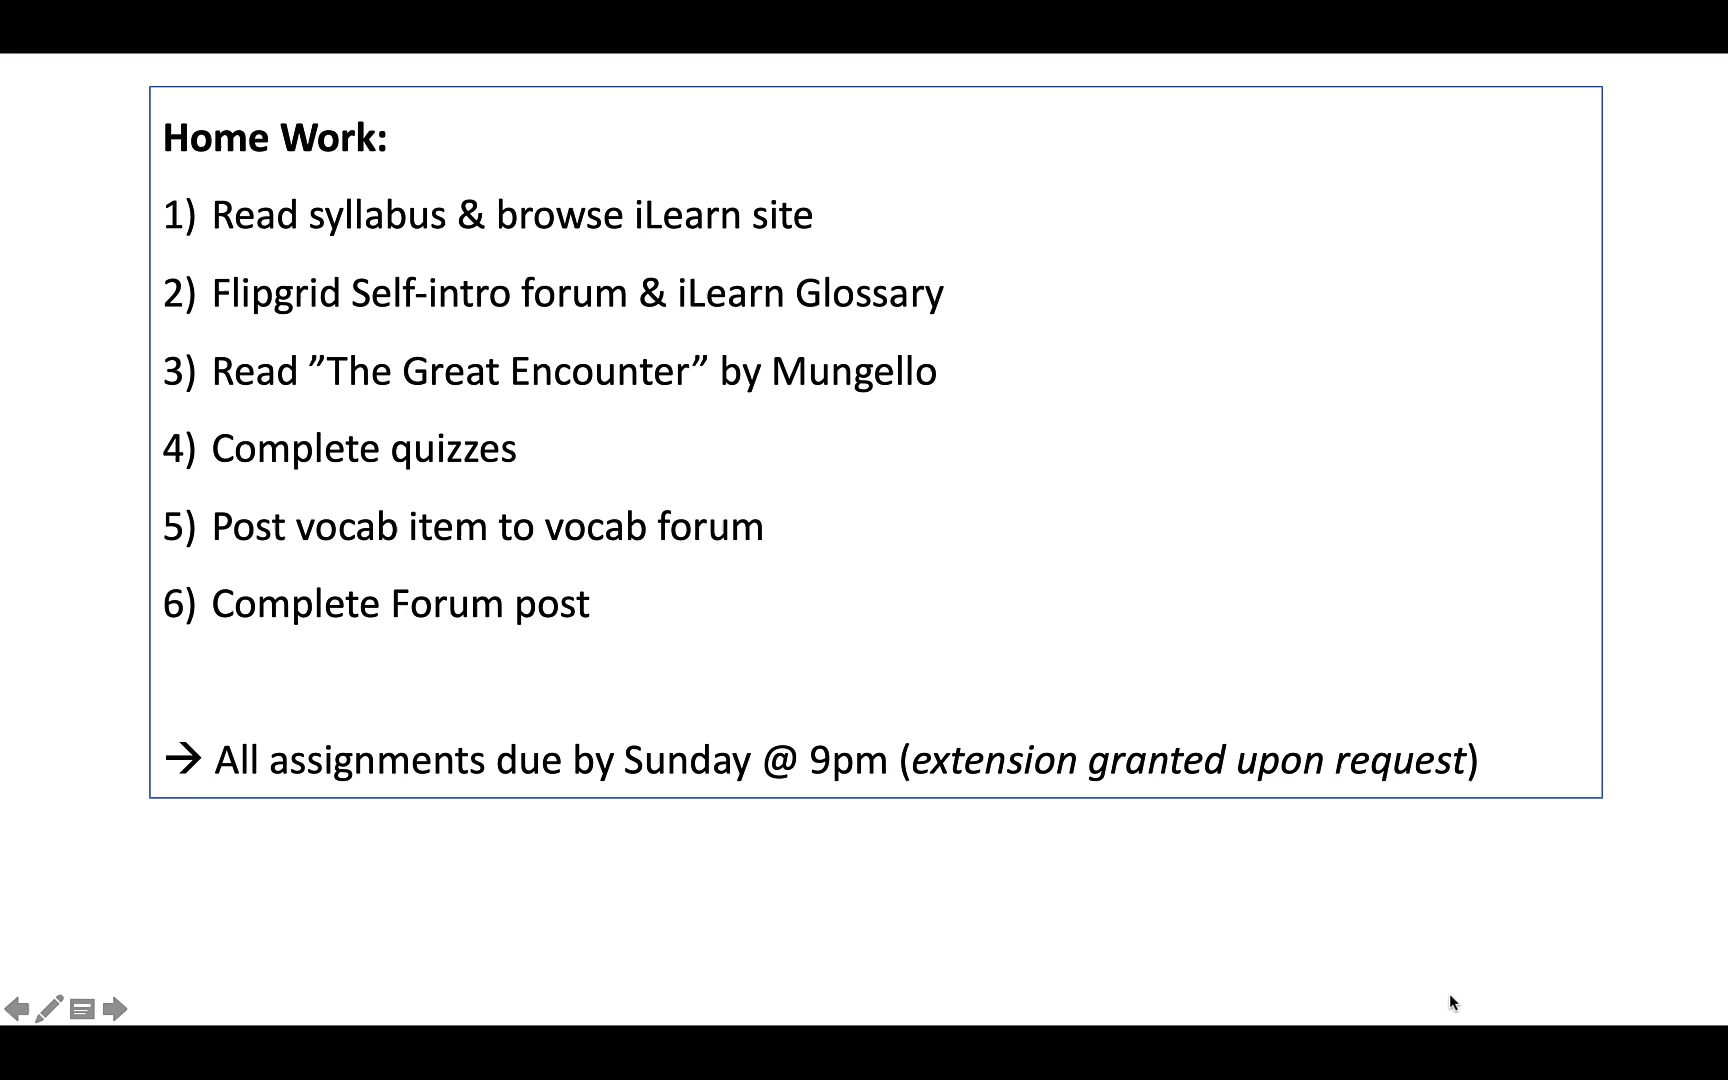 Home Work:
1) Read syllabus & browse iLearn site
2) Flipgrid Self-intro forum & iLearn Glossary
3) Read ”The Great Encounter” by Mungello
4) Complete quizzes
5) Post vocab item to vocab forum
6) Complete Forum post
→ All assignments due by Sunday @ 9pm (extension granted upon request)